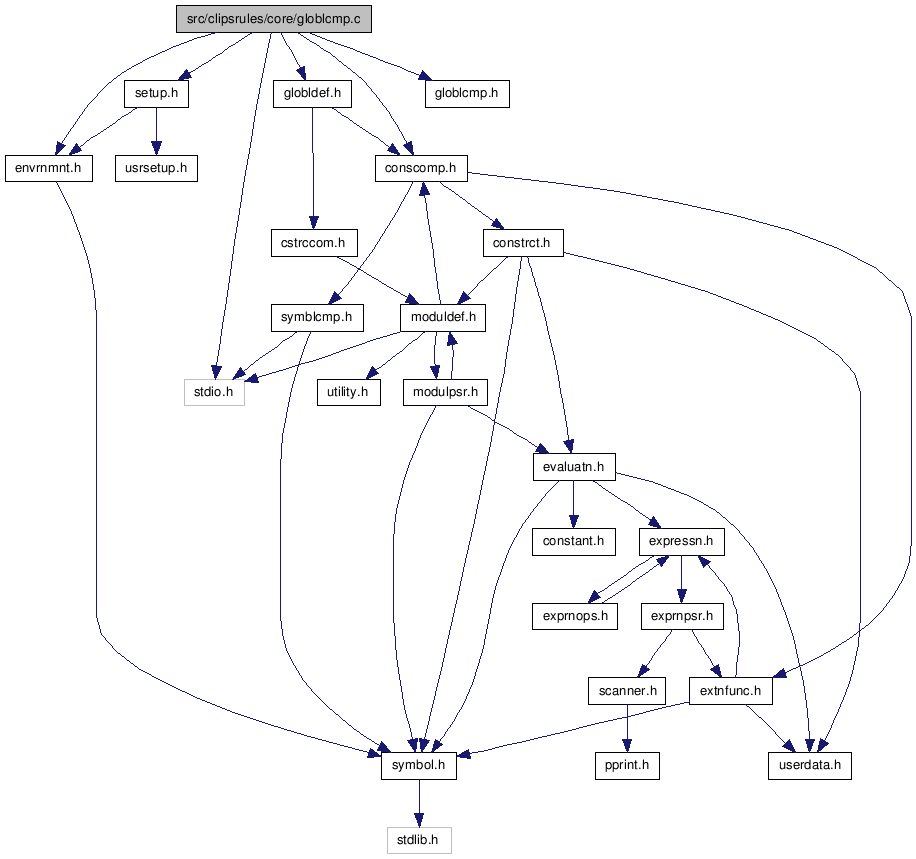 src/clipsrules/core/globlcmp.c
setup.h
globldef.h
globlcmp.h
envrnmnt.h
usrsetup.h
conscomp.h
cstrccom.h
constrct.h
symblcmp.h
moduldef.h
stdio.h
utility.h
modulpsr.h
evaluatn.h
constant.h
expressn.h
exprnops.h
exprnpsr.h
scanner.h
extnfunc.h
symbol.h
pprint.h
userdata.h
stdlib.h